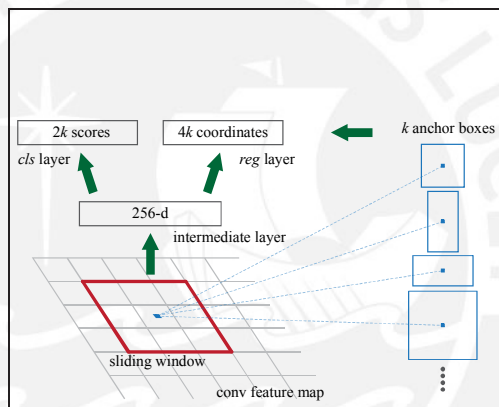 2k scores
4k coordinates
k anchor boxes
cls layer
reg layer
256-d
intermediate layer
sliding window
conv feature map